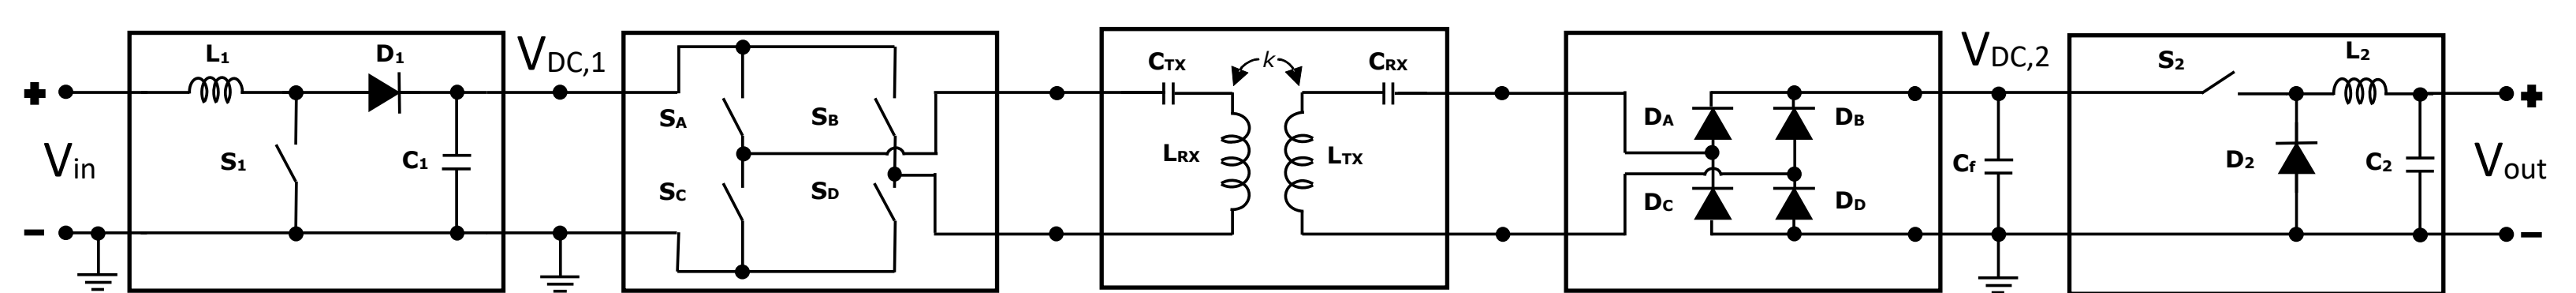 +
Vin
−
L1
D1
S1
C1
VDC,1
SA
SB
SC
SD
CTX
k
CRX
LRX
LTX
DA
DB
DC
DD
VDC,2
Cf
S2
L2
D2
C2
+
Vout
−